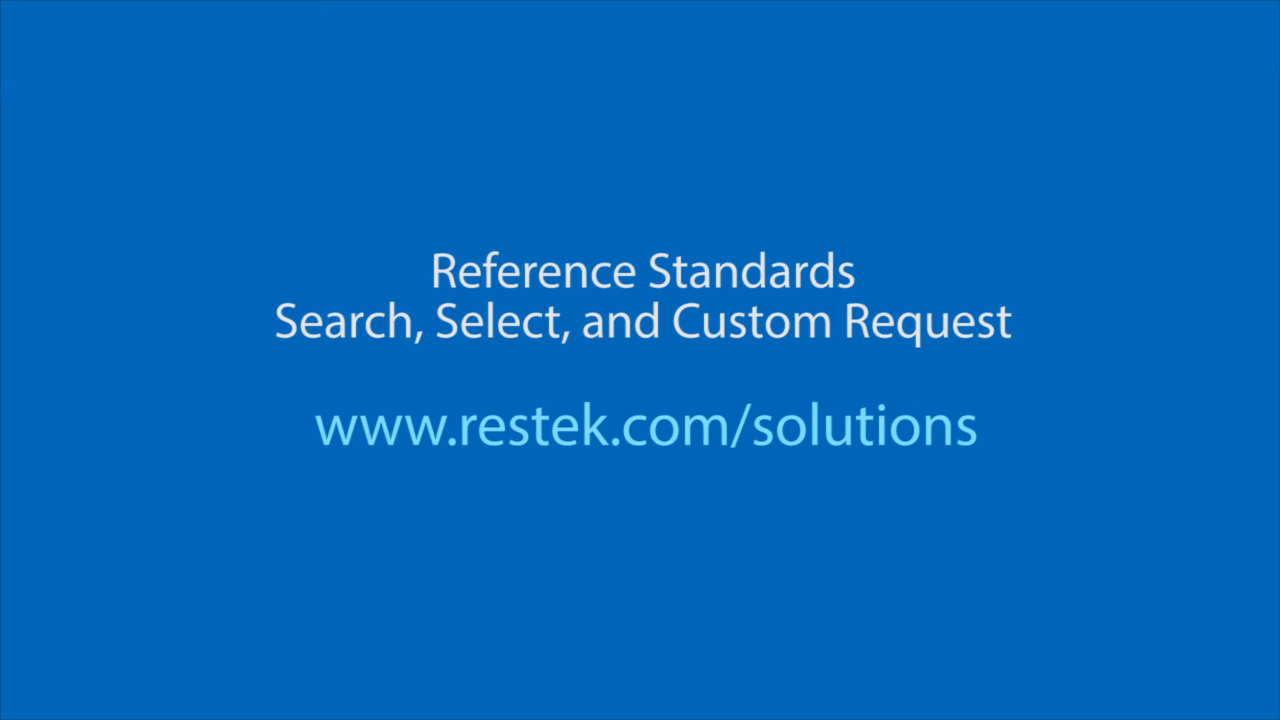 Reference Standards
Search, Select, and Custom Request
www.restek.com/solutions